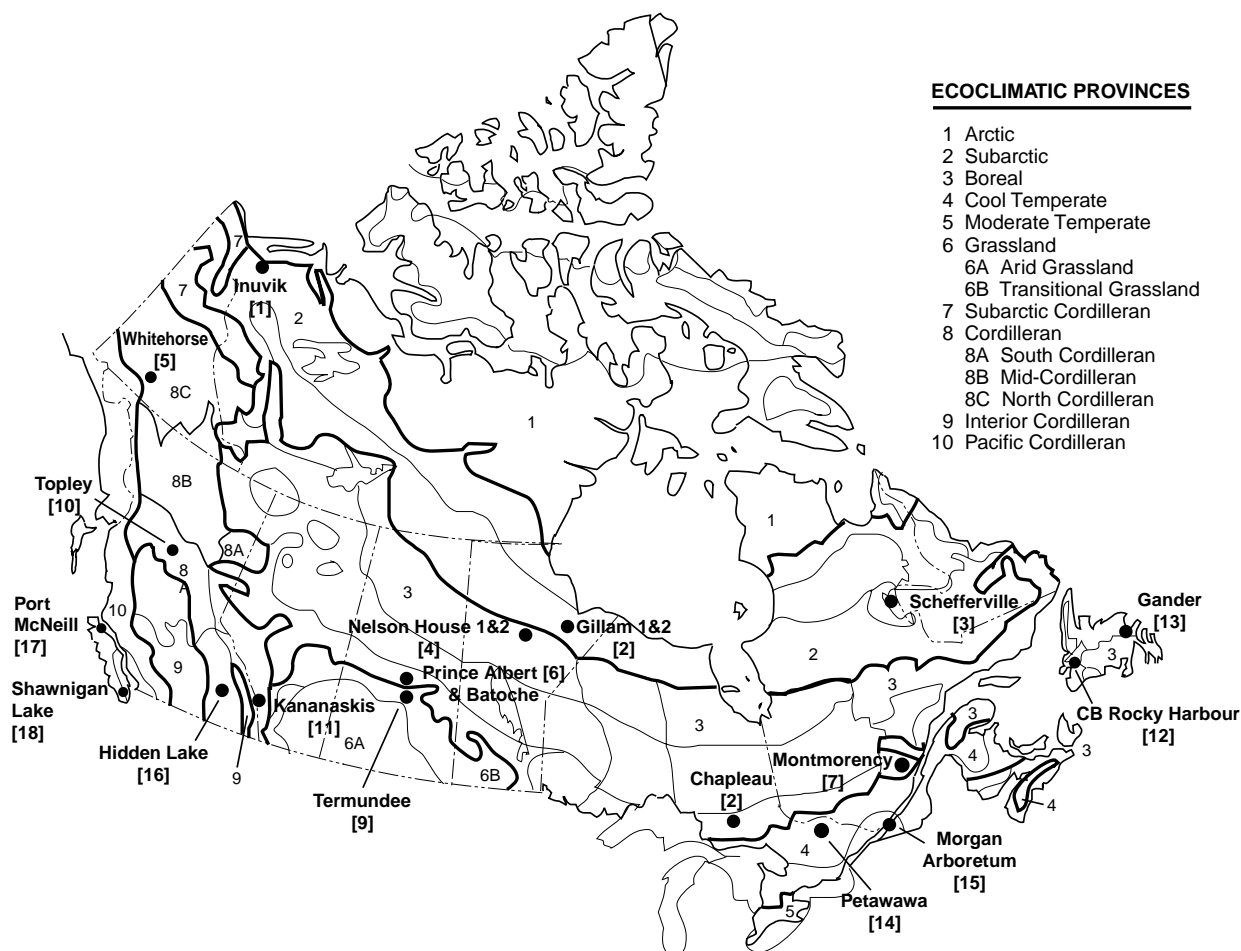 ECOCLIMATIC PROVINCES
1 Arctic
2 Subarctic
3 Boreal
4 Cool Temperate
5 Moderate Temperate
6 Grassland
6A Arid Grassland
6B Transitional Grassland
7 Subarctic Cordilleran
8 Cordilleran
8A South Cordilleran
8B Mid-Cordilleran
8C North Cordilleran
9 Interior Cordilleran
10 Pacific Cordilleran
7
Inuvik
[1]
7
2
Whitehorse
[5]
8C
1
8B
Topley
[10]
1
8A
8
A
3
Port
McNeill
[17]
10
Nelson House 1&2
[4]
Gillam 1&2
[2]
Schefferville
[3]
Gander
[13]
2
3
9
Prince Albert [6]
& Batoche
3
Shawnigan
Lake
[18]
Kananaskis
[11]
3
3
CB Rocky Harbour
[12]
Hidden Lake
[16]
6A
4
3
9
6B
Montmorency
[7]
Termundee
[9]
Chapleau
[2]
4
4
Morgan
Arboretum
[15]
Petawawa
[14]
5